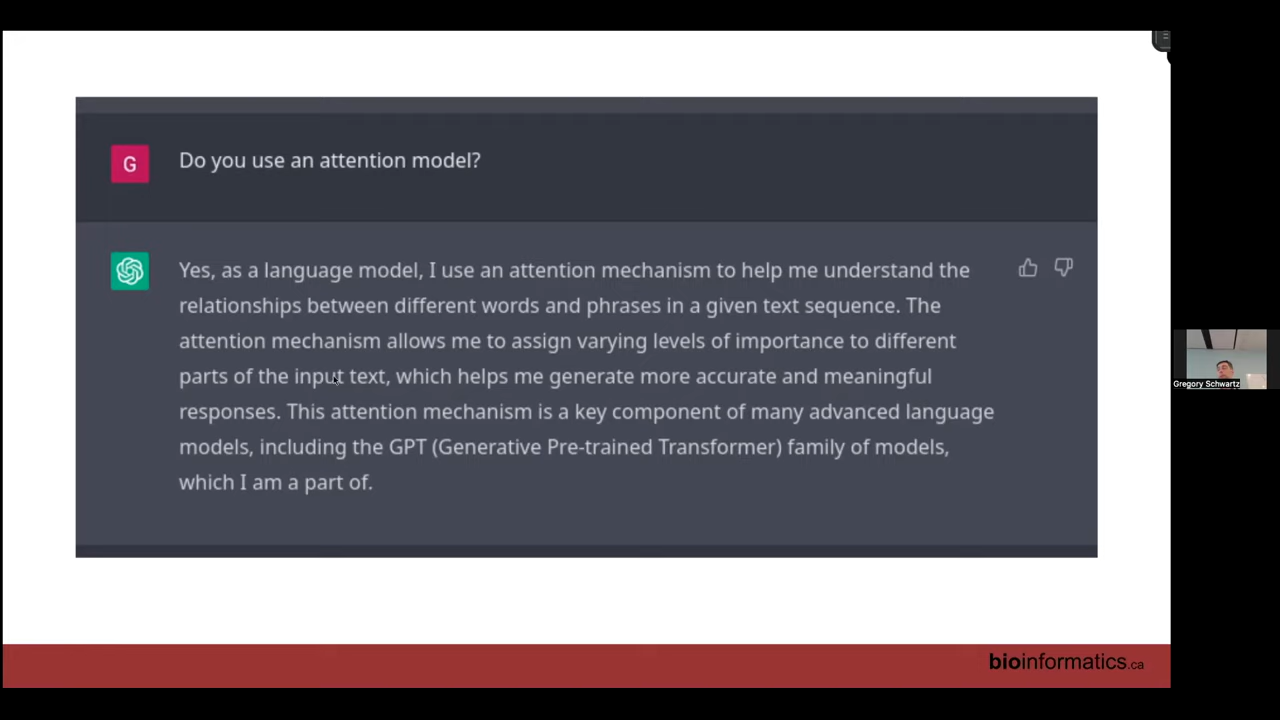 G
Do you use an attention model?
Yes, as a language model, I use an attention mechanism to help me understand the
relationships between different words and phrases in a given text sequence. The
attention mechanism allows me to assign varying levels of importance to different
parts of the input text, which helps me generate more accurate and meaningful
responses. This attention mechanism is a key component of many advanced language
models, including the GPT (Generative Pre-trained Transformer) family of models,
which I am a part of.
Gregory Schwartz
bioinformatics.ca